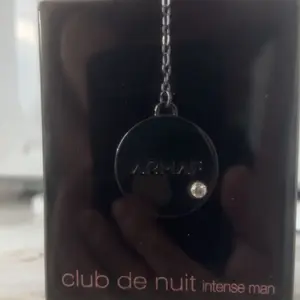 ARMAF
club de nuit intense man